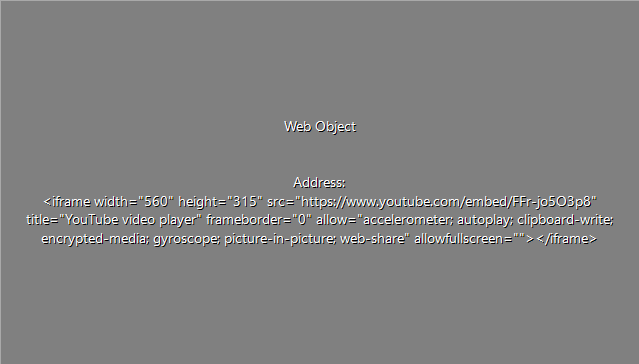 Web Object
Address:
<iframe width="560" height="315" src="https://www.youtube.com/embed/FFr-jo5O3p8"
title="YouTube video player" frameborder="0" allow="accelerometer; autoplay; clipboard-write;
encrypted-media; gyroscope; picture-in-picture; web-share" allowfullscreen=""></iframe>